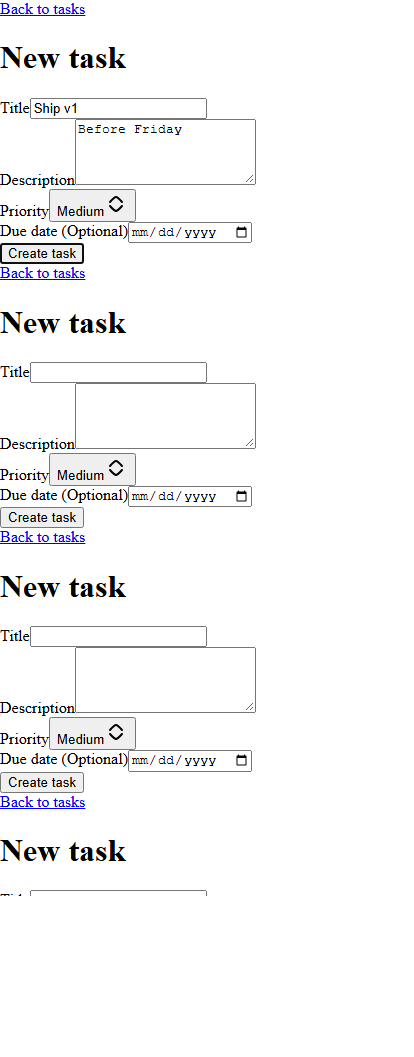 Back to tasks
New task
Title Ship v1
Description Before Friday
Priority Medium
Due date (Optional) mm/dd/yyyy
Create task
Back to tasks
New task
Title
Description
Priority Medium
Due date (Optional) mm/dd/yyyy
Create task
Back to tasks
New task
Title
Description
Priority Medium
Due date (Optional) mm/dd/yyyy
Create task
Back to tasks
New task